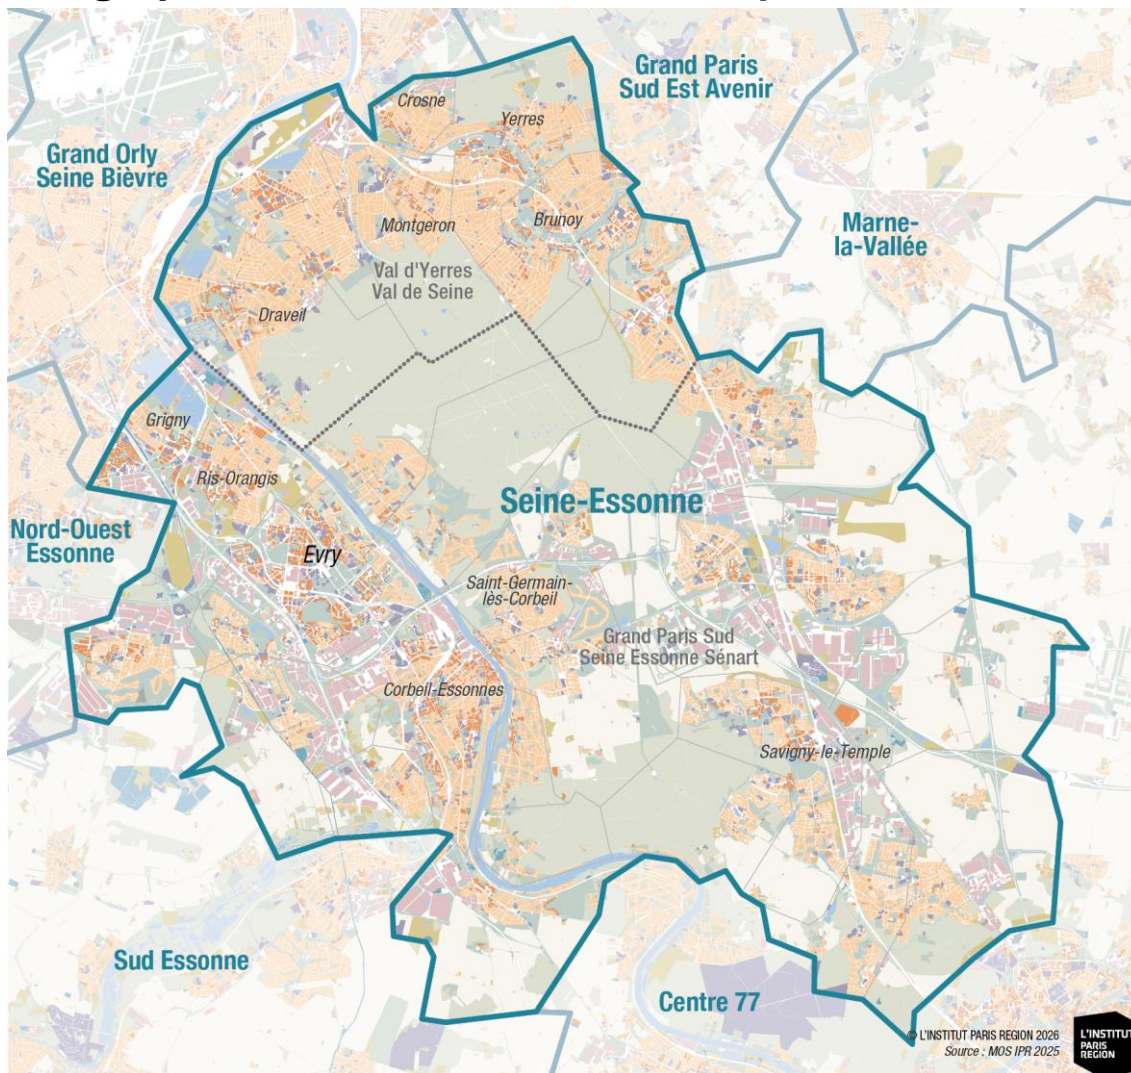 Grand Paris
Sud Est Avenir
Crosne
Yerres
Grand Orly
Seine Bièvre
Montgeron
Brunoy
Marne-
la-Vallée
Val d'Yerres
Val de Seine
Draveil
Grigny
Ris-Orangis
Seine-Essonne
Nord-Ouest
Essonne
Evry
Saint-Germain-
lès-Corbeil
Grand Paris Sud
Seine Essonne Sénart
Corbeil-Essonnes
Savigny-le-Temple
Sud Essonne
Centre 77
© L'INSTITUT PARIS REGION 2026
Source : MOS IPR 2025
L'INSTITUT
PARIS
REGION